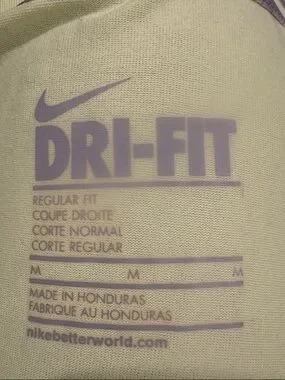 DRI-FIT
REGULAR FIT
COUPE DROITE
CORTE NORMAL
CORTE REGULAR
M M M
MADE IN HONDURAS
FABRIQUE AU HONDURAS
nikebetterworld.com